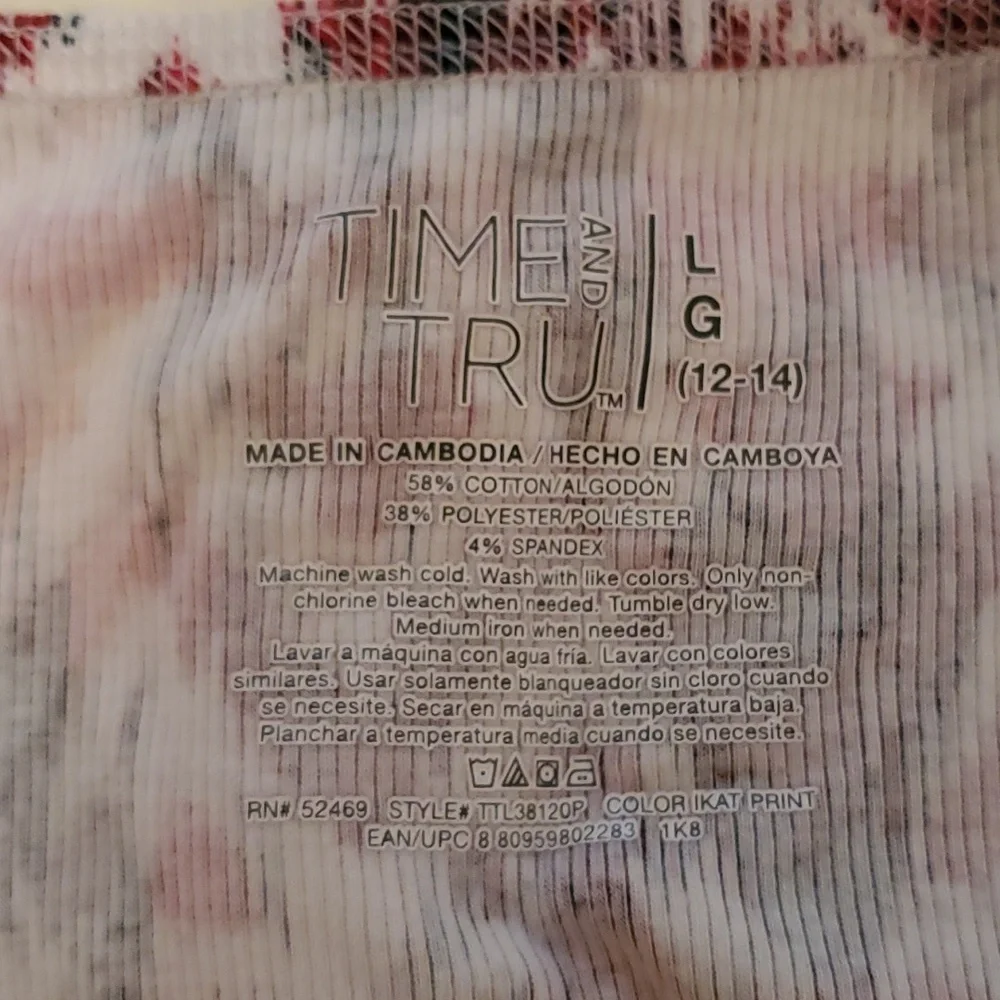 TIME AND
TRU™
L
G
(12-14)
MADE IN CAMBODIA / HECHO EN CAMBOYA
58% COTTON/ALGODÓN
38% POLYESTER/POLIÉSTER
4% SPANDEX
Machine wash cold. Wash with like colors. Only non-
chlorine bleach when needed. Tumble dry low.
Medium iron when needed.
Lavar a máquina con agua fría. Lavar con colores
similares. Usar solamente blanqueador sin cloro cuando
se necesite. Secar en máquina a temperatura baja.
Planchar a temperatura media cuando se necesite.
RN# 52469 STYLE# TTL38120P COLOR IKAT PRINT
EAN/UPC 8 80959802283 1K8